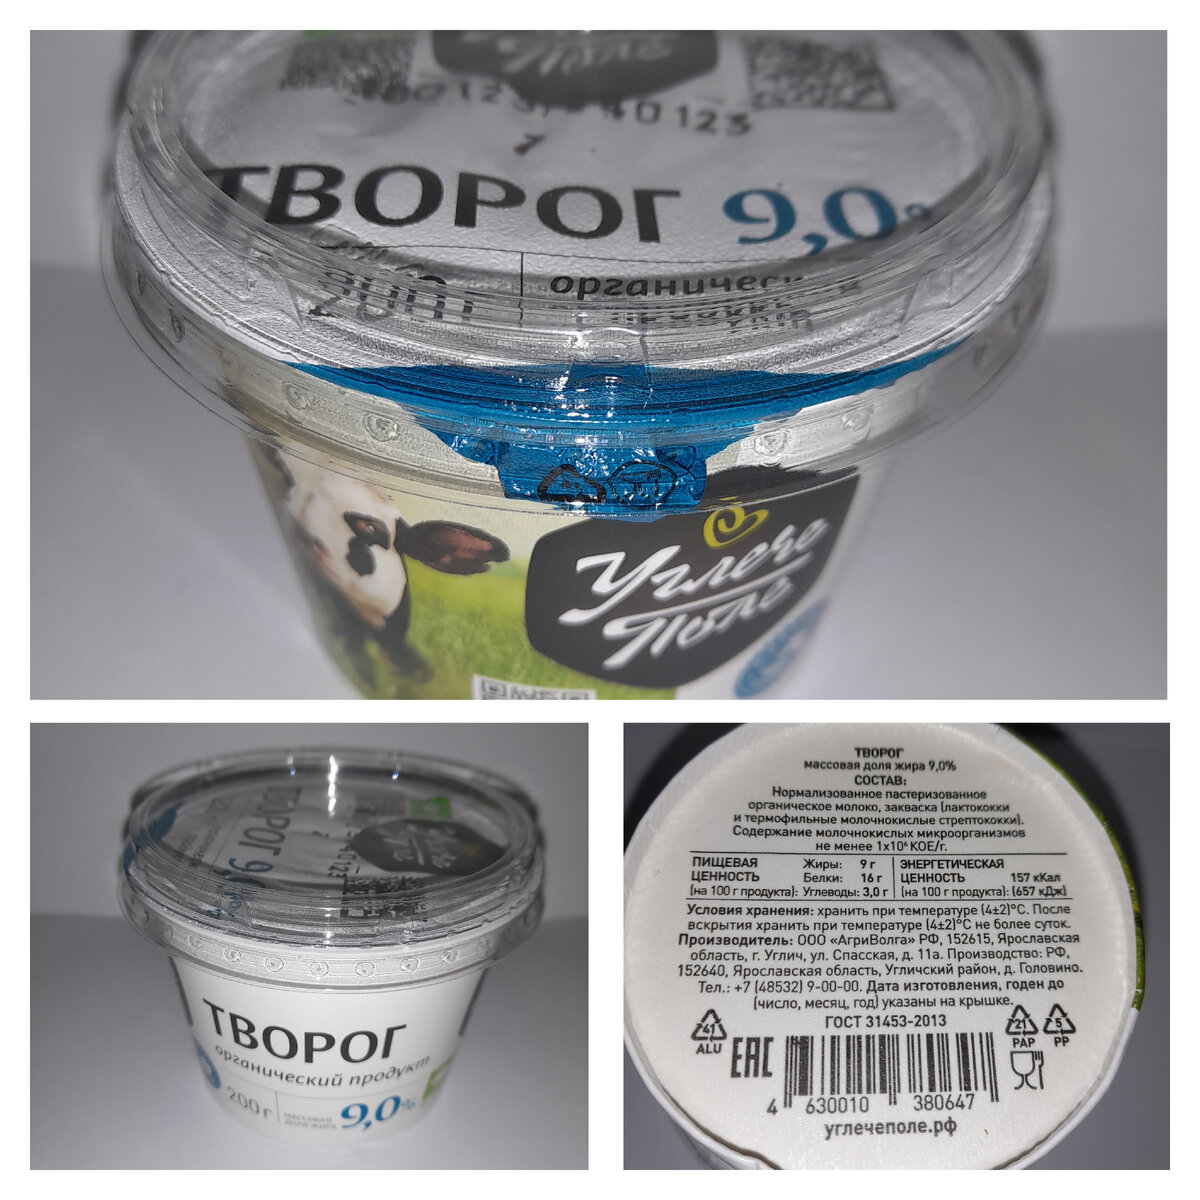 Поле
0123
ТВОРОГ 9,0
200 г
органическ
Углече
Поле
ТВОРОГ
органический продукт
200 г
массовая
доля жира
9,0%
ТВОРОГ
массовая доля жира 9,0%
СОСТАВ:
Нормализованное пастеризованное
органическое молоко, закваска (лактококки
и термофильные молочнокислые стрептококки).
Содержание молочнокислых микроорганизмов
не менее 1х10⁶ КОЕ/г.
ПИЩЕВАЯ Жиры: 9 г ЭНЕРГЕТИЧЕСКАЯ
ЦЕННОСТЬ Белки: 16 г ЦЕННОСТЬ 157 кКал
(на 100 г продукта): Углеводы: 3,0 г (на 100 г продукта): (657 кДж)
Условия хранения: хранить при температуре (4±2)°С. После
вскрытия хранить при температуре (4±2)°С не более суток.
Производитель: ООО «АгриВолга» РФ, 152615, Ярославская
область, г. Углич, ул. Спасская, д. 11а. Производство: РФ,
152640, Ярославская область, Угличский район, д. Головино.
Тел.: +7 (48532) 9-00-00. Дата изготовления, годен до
(число, месяц, год) указаны на крышке.
ГОСТ 31453-2013
41
ALU
EAC
21
PAP
5
PP
4 630010 380647
углечеполе.рф